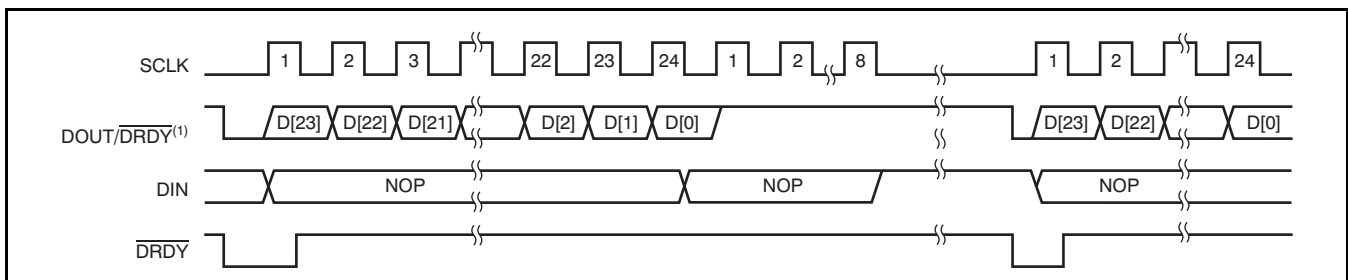 SCLK 1 2 3 22 23 24 1 2 8 1 2 24
DOUT/DRDY(1) D[23] D[22] D[21] D[2] D[1] D[0] D[23] D[22] D[0]
DIN NOP NOP NOP
DRDY